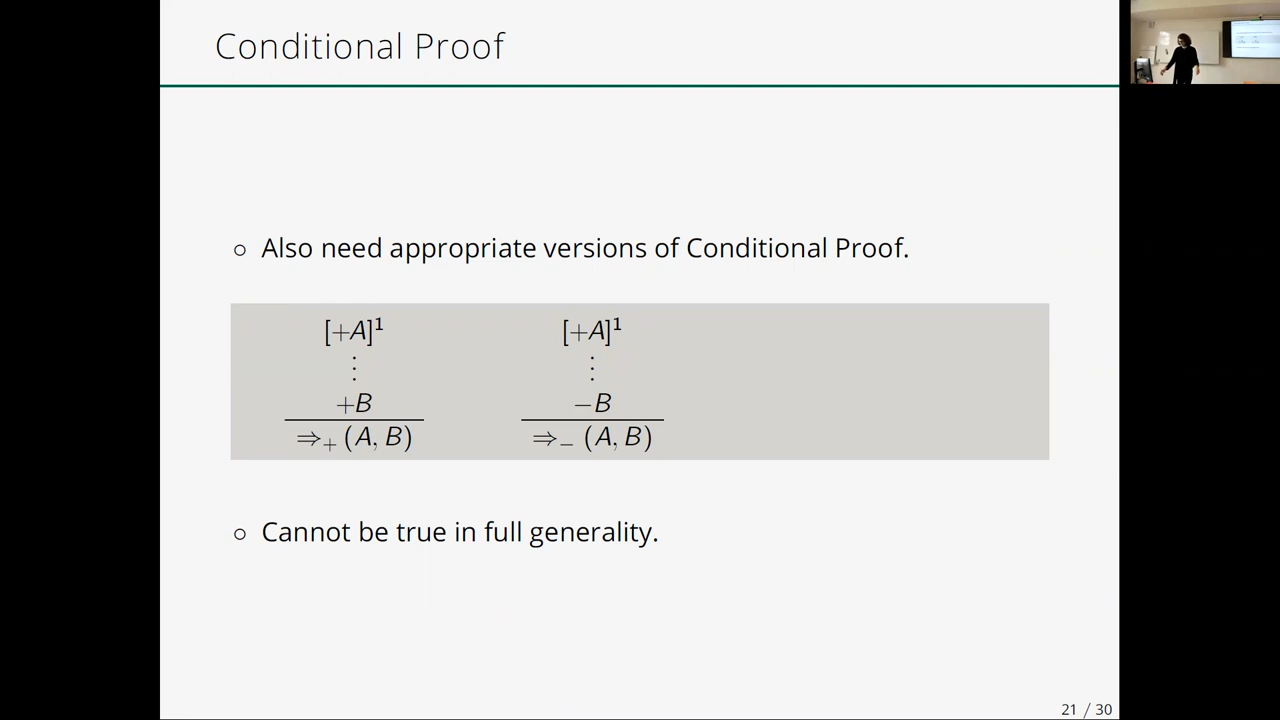 Conditional Proof
○ Also need appropriate versions of Conditional Proof.
[+A]¹ [+A]¹
⋮ ⋮
+B −B
⇒₊ (A, B) ⇒₋ (A, B)
○ Cannot be true in full generality.
21 / 30